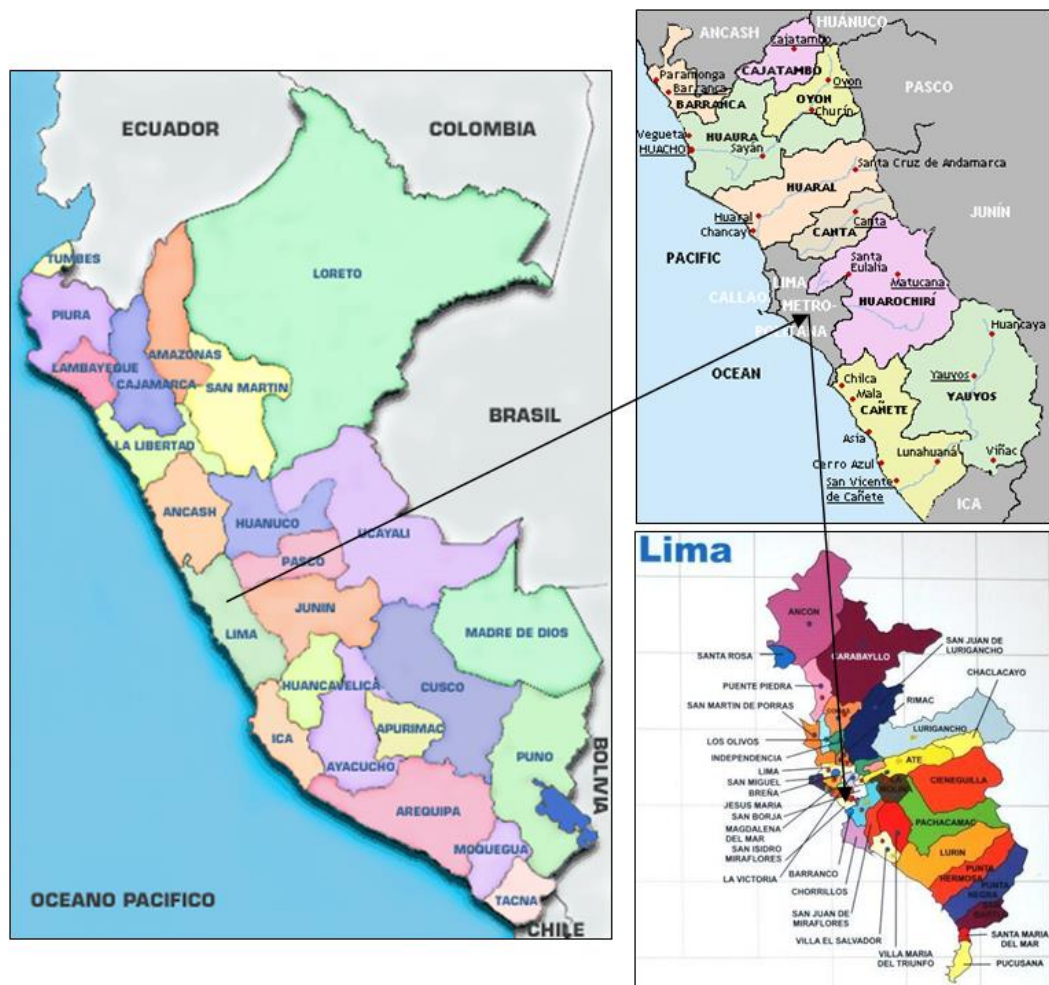 ECUADOR
COLOMBIA
TUMBES
LORETO
PIURA
AMAZONAS
LAMBAYEQUE
CAJAMARCA
SAN MARTIN
BRASIL
LA LIBERTAD
ANCASH
HUANUCO
UCAYALI
PASCO
JUNIN
LIMA
MADRE DE DIOS
HUANCAVELICA
CUSCO
ICA
APURIMAC
AYACUCHO
PUNO
BOLIVIA
AREQUIPA
MOQUEGUA
OCEANO PACIFICO
TACNA
CHILE
HUÁNUCO
ANCASH
Cajatambo
CAJATAMBO
PASCO
Paramonga
Barranca
BARRANCA
Oyon
OYON
Churín
Vegueta
HUAURA
HUACHO
Sayán
Santa Cruz de Andamarca
HUARAL
JUNÍN
Huaral
Canta
Chancay
CANTA
PACIFIC
Santa
Eulalia
LIMA
Matucana
CALLAO
METRO-
HUAROCHIRÍ
POLITANA
Huancaya
OCEAN
Chilca
Yauyos
Mala
CAÑETE
YAUYOS
Asia
Lunahuaná
Viñac
Cerro Azul
San Vicente
de Cañete
ICA
Lima
ANCON
SAN JUAN DE
LURIGANCHO
SANTA ROSA
CARABAYLLO
CHACLACAYO
PUENTE PIEDRA
RIMAC
SAN MARTIN DE PORRAS
LURIGANCHO
LOS OLIVOS
INDEPENDENCIA
ATE
LIMA
CIENEGUILLA
SAN MIGUEL
LA
MOLINA
BREÑA
JESUS MARIA
SAN BORJA
PACHACAMAC
MAGDALENA
DEL MAR
SAN ISIDRO
LURIN
MIRAFLORES
PUNTA
HERMOSA
BARRANCO
LA VICTORIA
PUNTA
NEGRA
CHORRILLOS
SAN JUAN DE
MIRAFLORES
SANTA MARIA
DEL MAR
VILLA EL SALVADOR
VILLA MARIA
DEL TRIUNFO
PUCUSANA